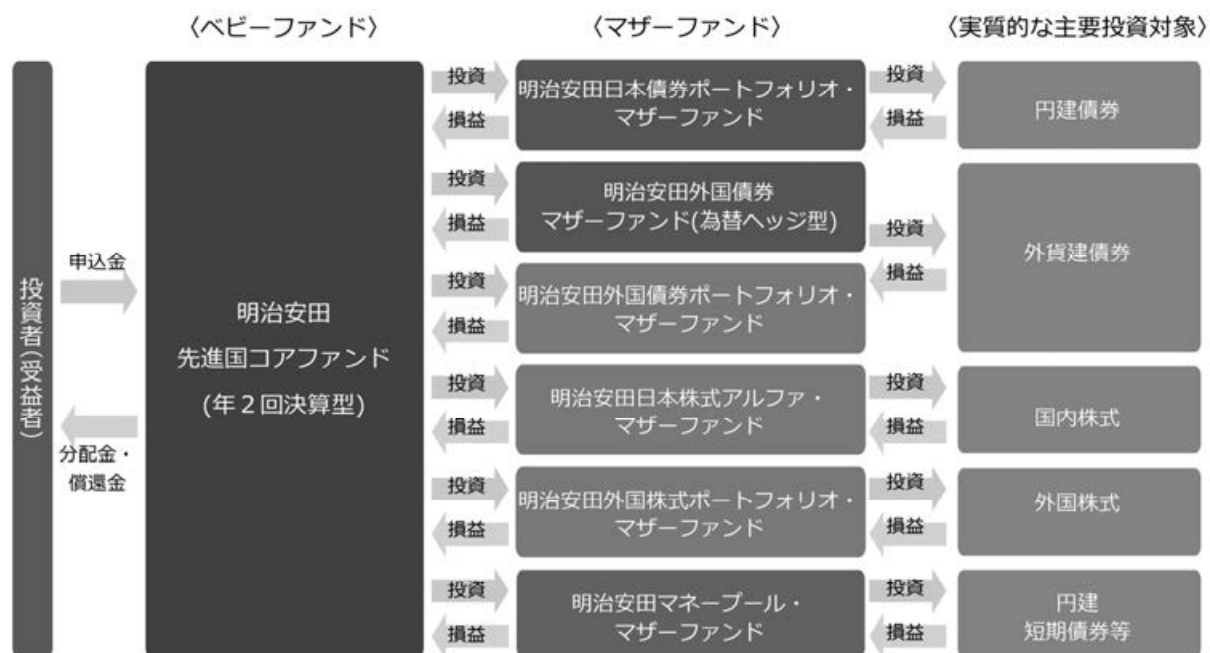 〈ベビーファンド〉
〈マザーファンド〉
〈実質的な主要投資対象〉
投資者(受益者)
申込金
分配金・
償還金
明治安田
先進国コアファンド
(年２回決算型)
投資
損益
明治安田日本債券ポートフォリオ・
マザーファンド
投資
損益
円建債券
投資
損益
明治安田外国債券
マザーファンド(為替ヘッジ型)
投資
損益
外貨建債券
投資
損益
明治安田外国債券ポートフォリオ・
マザーファンド
投資
損益
明治安田日本株式アルファ・
マザーファンド
投資
損益
国内株式
投資
損益
明治安田外国株式ポートフォリオ・
マザーファンド
投資
損益
外国株式
投資
損益
明治安田マネープール・
マザーファンド
投資
損益
円建
短期債券等